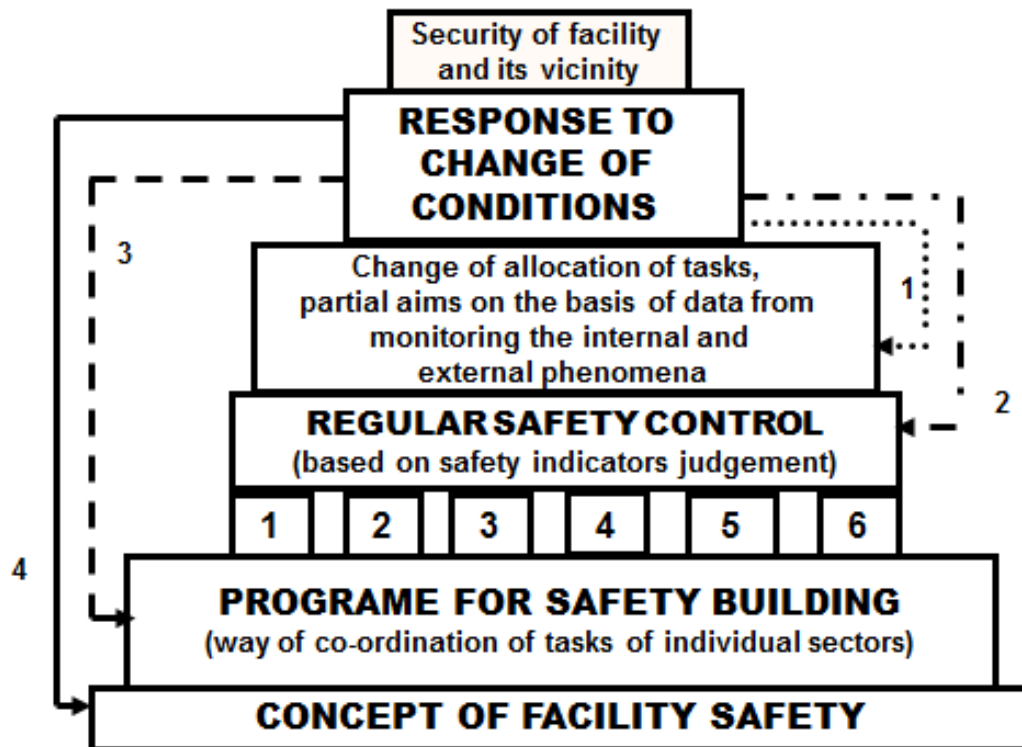 Security of facility
and its vicinity
RESPONSE TO
CHANGE OF
CONDITIONS
3
Change of allocation of tasks,
partial aims on the basis of data from
monitoring the internal and
external phenomena
1
REGULAR SAFETY CONTROL
(based on safety indicators judgement)
2
1 2 3 4 5 6
4
PROGRAME FOR SAFETY BUILDING
(way of co-ordination of tasks of individual sectors)
CONCEPT OF FACILITY SAFETY